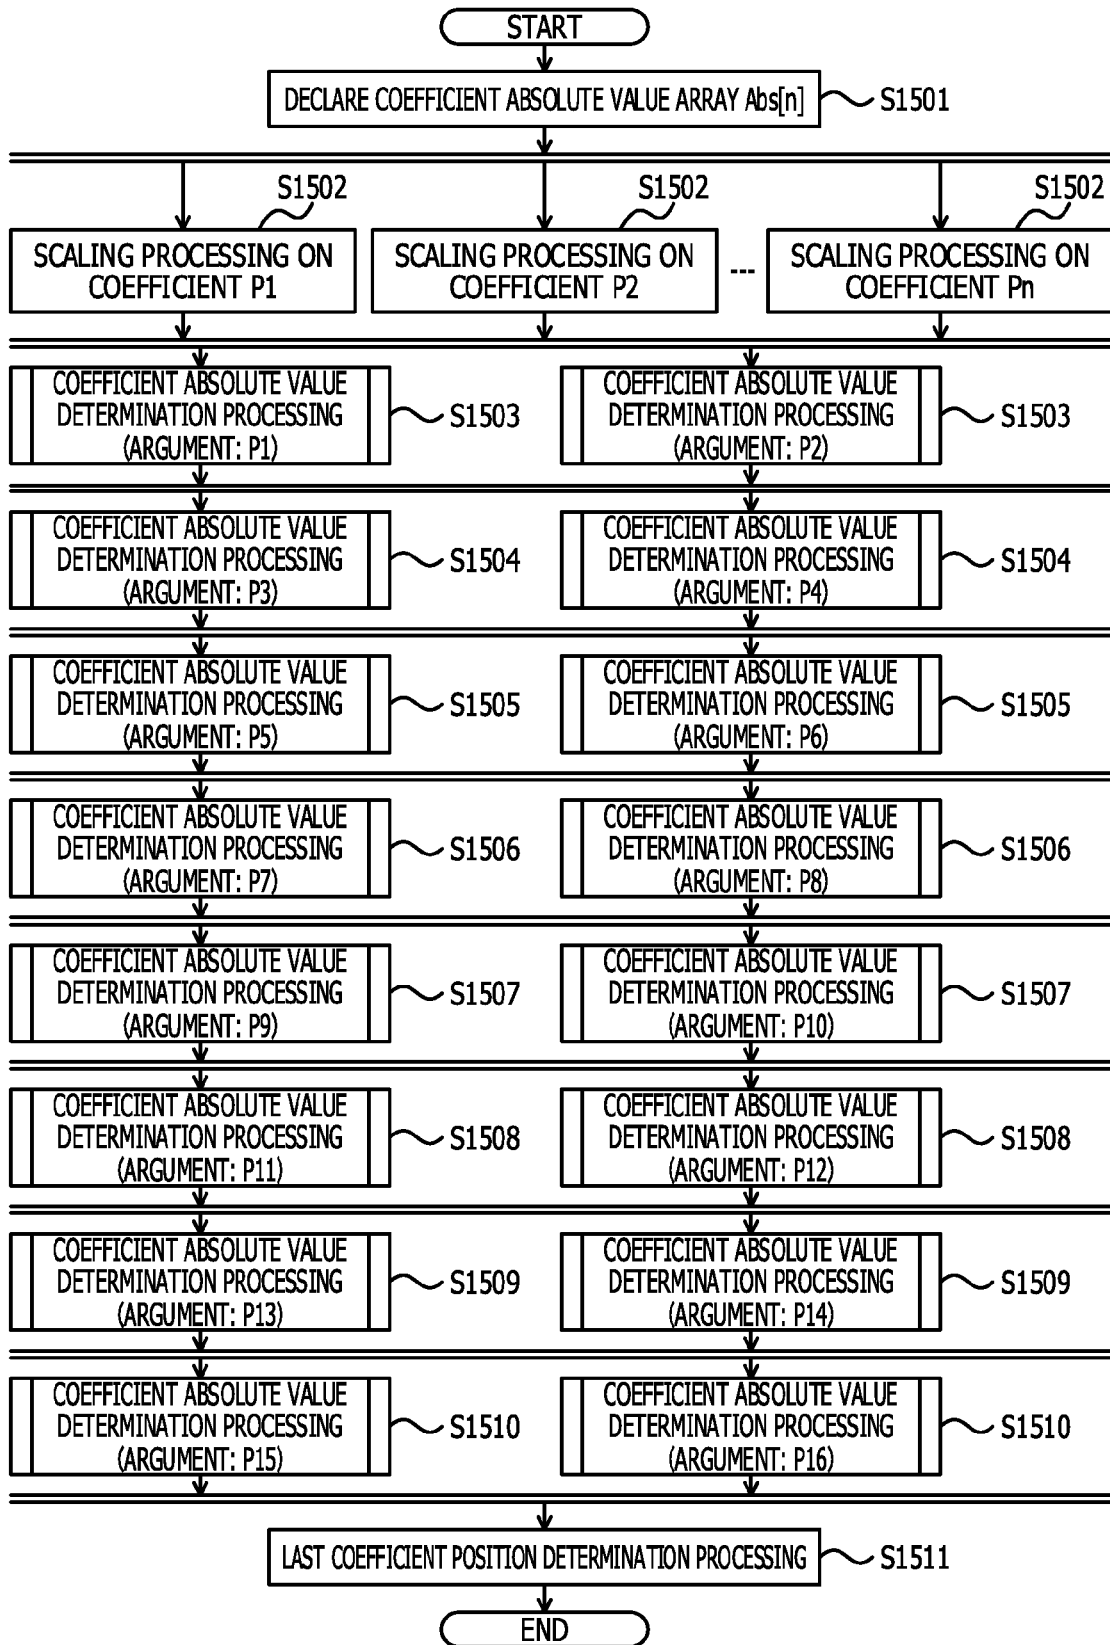 START
DECLARE COEFFICIENT ABSOLUTE VALUE ARRAY Abs[n]
S1501
S1502
S1502
S1502
SCALING PROCESSING ON
COEFFICIENT P1
SCALING PROCESSING ON
COEFFICIENT P2
---
SCALING PROCESSING ON
COEFFICIENT Pn
COEFFICIENT ABSOLUTE VALUE
DETERMINATION PROCESSING
(ARGUMENT: P1)
S1503
COEFFICIENT ABSOLUTE VALUE
DETERMINATION PROCESSING
(ARGUMENT: P2)
S1503
COEFFICIENT ABSOLUTE VALUE
DETERMINATION PROCESSING
(ARGUMENT: P3)
S1504
COEFFICIENT ABSOLUTE VALUE
DETERMINATION PROCESSING
(ARGUMENT: P4)
S1504
COEFFICIENT ABSOLUTE VALUE
DETERMINATION PROCESSING
(ARGUMENT: P5)
S1505
COEFFICIENT ABSOLUTE VALUE
DETERMINATION PROCESSING
(ARGUMENT: P6)
S1505
COEFFICIENT ABSOLUTE VALUE
DETERMINATION PROCESSING
(ARGUMENT: P7)
S1506
COEFFICIENT ABSOLUTE VALUE
DETERMINATION PROCESSING
(ARGUMENT: P8)
S1506
COEFFICIENT ABSOLUTE VALUE
DETERMINATION PROCESSING
(ARGUMENT: P9)
S1507
COEFFICIENT ABSOLUTE VALUE
DETERMINATION PROCESSING
(ARGUMENT: P10)
S1507
COEFFICIENT ABSOLUTE VALUE
DETERMINATION PROCESSING
(ARGUMENT: P11)
S1508
COEFFICIENT ABSOLUTE VALUE
DETERMINATION PROCESSING
(ARGUMENT: P12)
S1508
COEFFICIENT ABSOLUTE VALUE
DETERMINATION PROCESSING
(ARGUMENT: P13)
S1509
COEFFICIENT ABSOLUTE VALUE
DETERMINATION PROCESSING
(ARGUMENT: P14)
S1509
COEFFICIENT ABSOLUTE VALUE
DETERMINATION PROCESSING
(ARGUMENT: P15)
S1510
COEFFICIENT ABSOLUTE VALUE
DETERMINATION PROCESSING
(ARGUMENT: P16)
S1510
LAST COEFFICIENT POSITION DETERMINATION PROCESSING
S1511
END